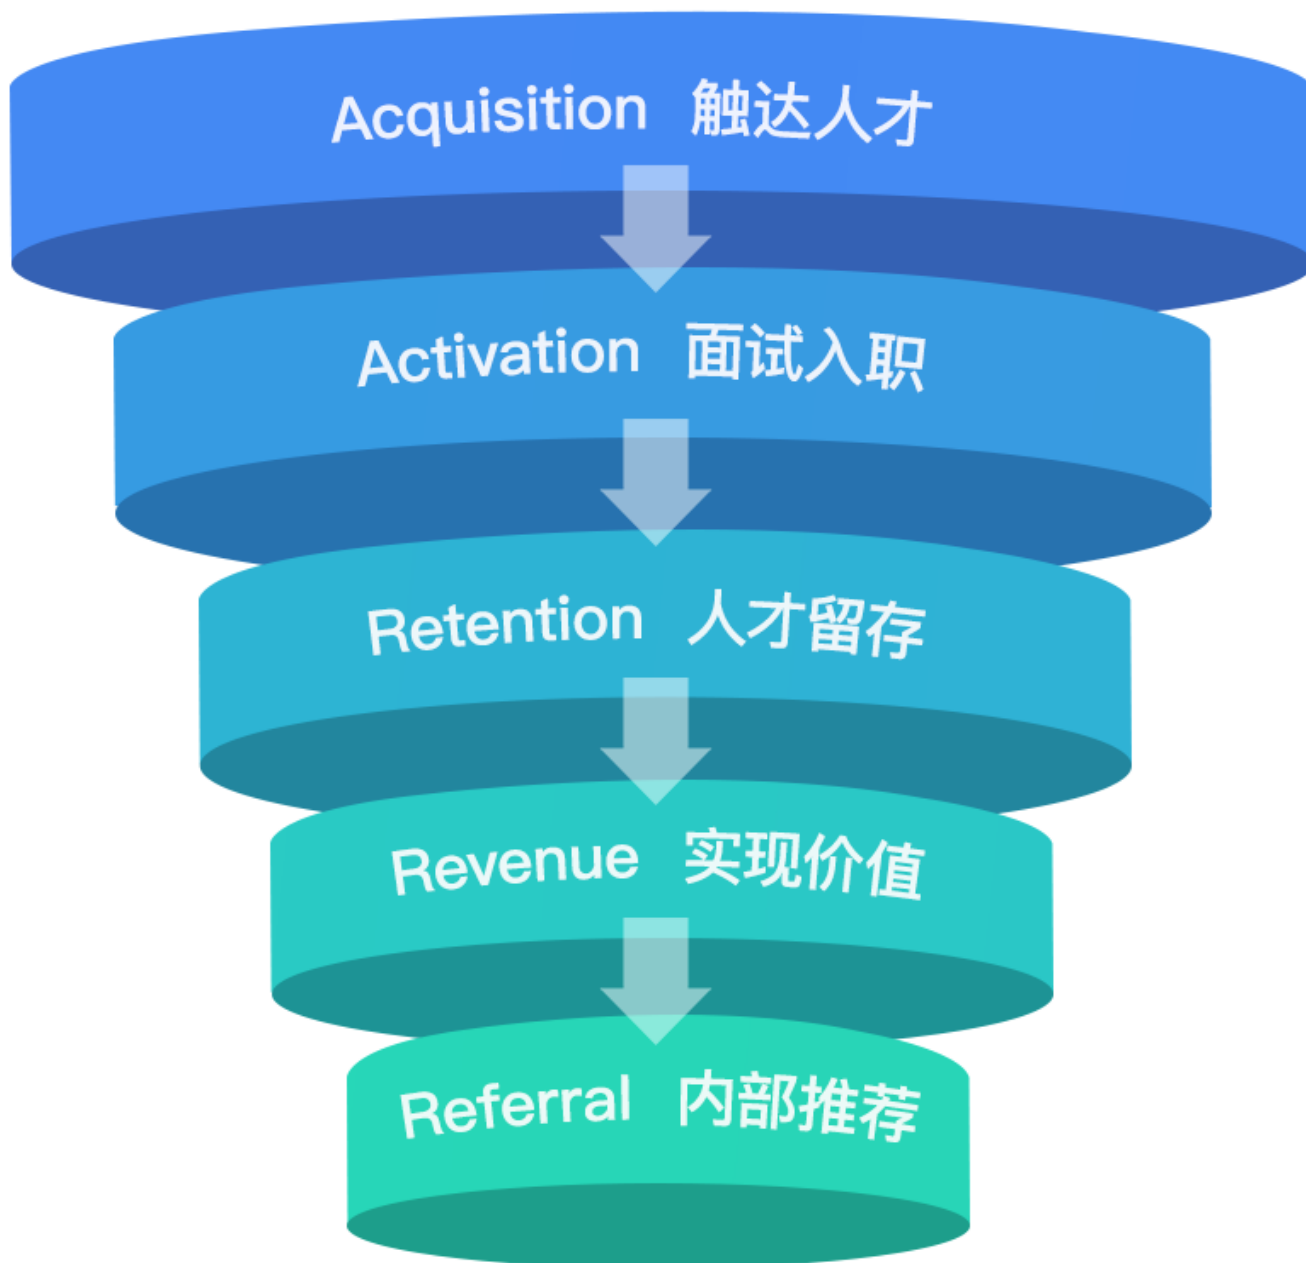 Acquisition 触达人才
Activation 面试入职
Retention 人才留存
Revenue 实现价值
Referral 内部推荐